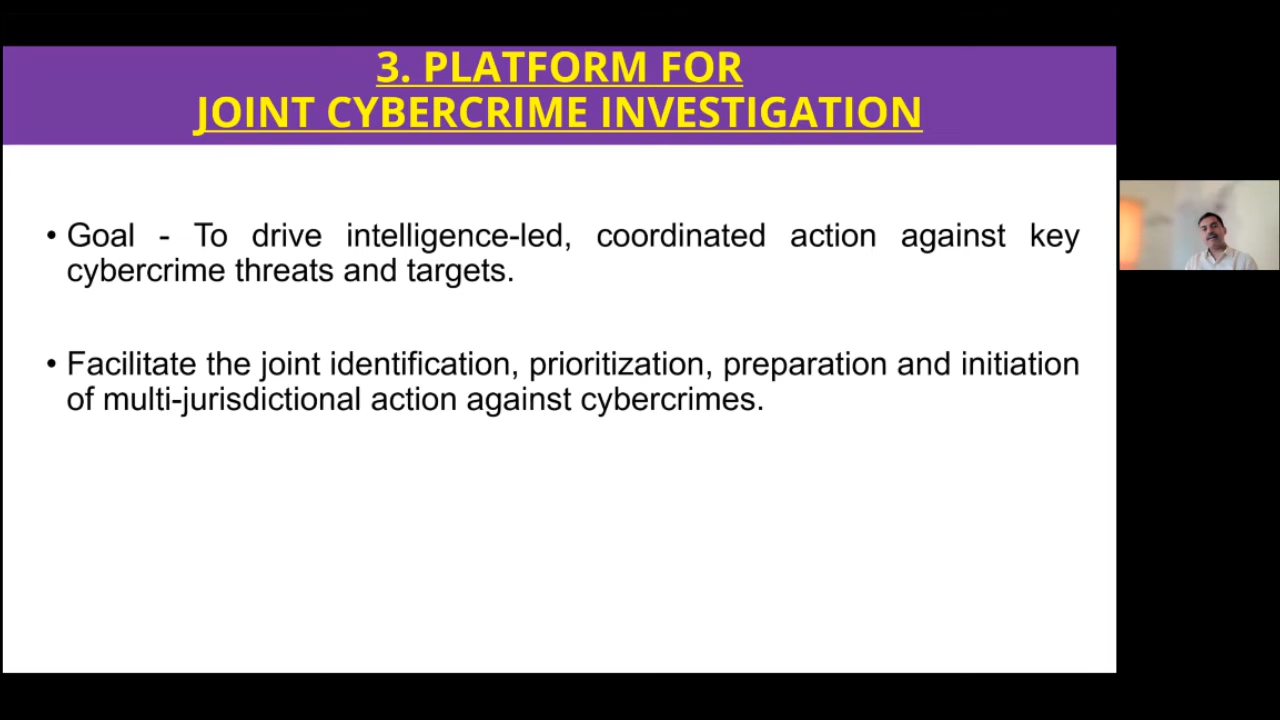 3. PLATFORM FOR
JOINT CYBERCRIME INVESTIGATION
• Goal - To drive intelligence-led, coordinated action against key
cybercrime threats and targets.
• Facilitate the joint identification, prioritization, preparation and initiation
of multi-jurisdictional action against cybercrimes.